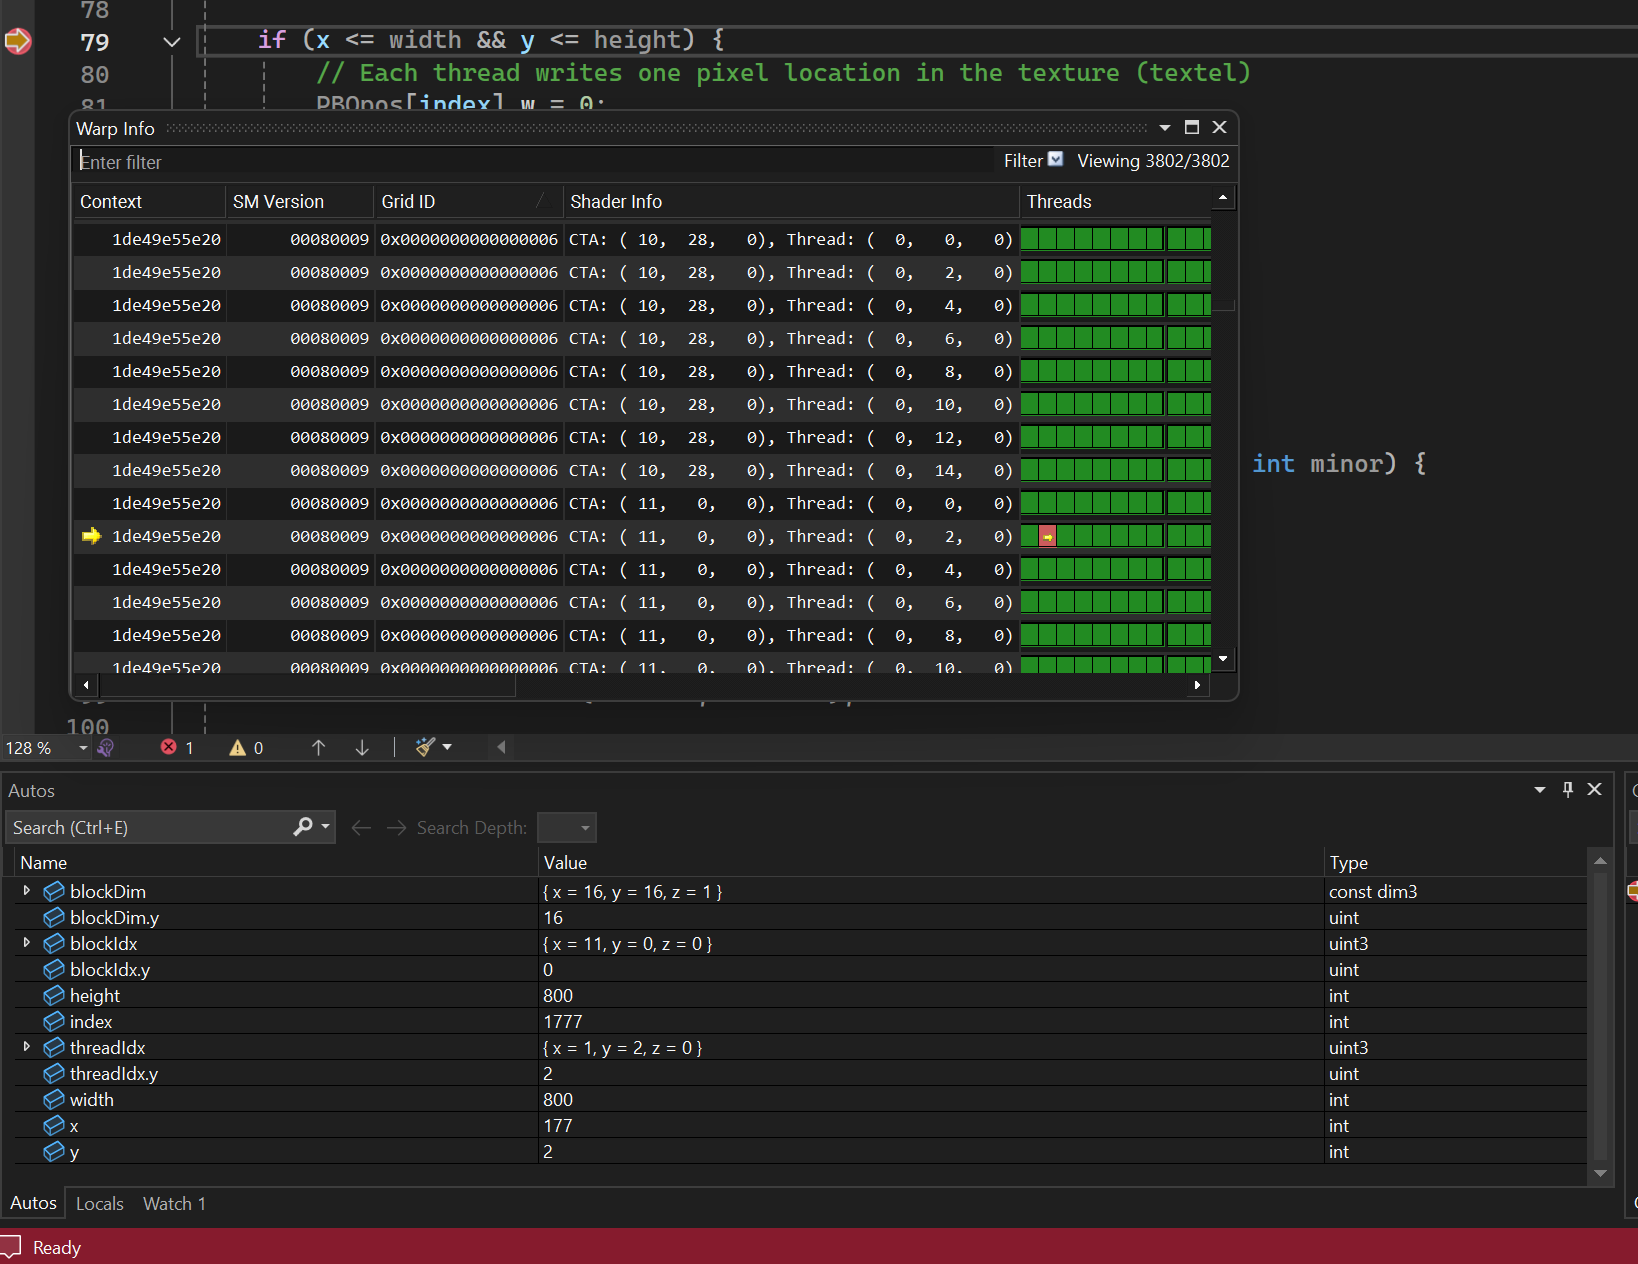 78
79 if (x <= width && y <= height) {
80 // Each thread writes one pixel location in the texture (textel)
81 PBOpos[index].w = 0;
Warp Info
Enter filter Filter Viewing 3802/3802
Context SM Version Grid ID Shader Info Threads
1de49e55e20 00080009 0x0000000000000006 CTA: ( 10, 28, 0), Thread: ( 0, 0, 0)
1de49e55e20 00080009 0x0000000000000006 CTA: ( 10, 28, 0), Thread: ( 0, 2, 0)
1de49e55e20 00080009 0x0000000000000006 CTA: ( 10, 28, 0), Thread: ( 0, 4, 0)
1de49e55e20 00080009 0x0000000000000006 CTA: ( 10, 28, 0), Thread: ( 0, 6, 0)
1de49e55e20 00080009 0x0000000000000006 CTA: ( 10, 28, 0), Thread: ( 0, 8, 0)
1de49e55e20 00080009 0x0000000000000006 CTA: ( 10, 28, 0), Thread: ( 0, 10, 0)
1de49e55e20 00080009 0x0000000000000006 CTA: ( 10, 28, 0), Thread: ( 0, 12, 0)
int minor) {
1de49e55e20 00080009 0x0000000000000006 CTA: ( 10, 28, 0), Thread: ( 0, 14, 0)
1de49e55e20 00080009 0x0000000000000006 CTA: ( 11, 0, 0), Thread: ( 0, 0, 0)
1de49e55e20 00080009 0x0000000000000006 CTA: ( 11, 0, 0), Thread: ( 0, 2, 0)
1de49e55e20 00080009 0x0000000000000006 CTA: ( 11, 0, 0), Thread: ( 0, 4, 0)
1de49e55e20 00080009 0x0000000000000006 CTA: ( 11, 0, 0), Thread: ( 0, 6, 0)
1de49e55e20 00080009 0x0000000000000006 CTA: ( 11, 0, 0), Thread: ( 0, 8, 0)
1de49e55e20 00080009 0x0000000000000006 CTA: ( 11, 0, 0), Thread: ( 0, 10, 0)
100
128 % 1 0
Autos
Search (Ctrl+E) Search Depth:
Name Value Type
blockDim { x = 16, y = 16, z = 1 } const dim3
blockDim.y 16 uint
blockIdx { x = 11, y = 0, z = 0 } uint3
blockIdx.y 0 uint
height 800 int
index 1777 int
threadIdx { x = 1, y = 2, z = 0 } uint3
threadIdx.y 2 uint
width 800 int
x 177 int
y 2 int
Autos Locals Watch 1
Ready